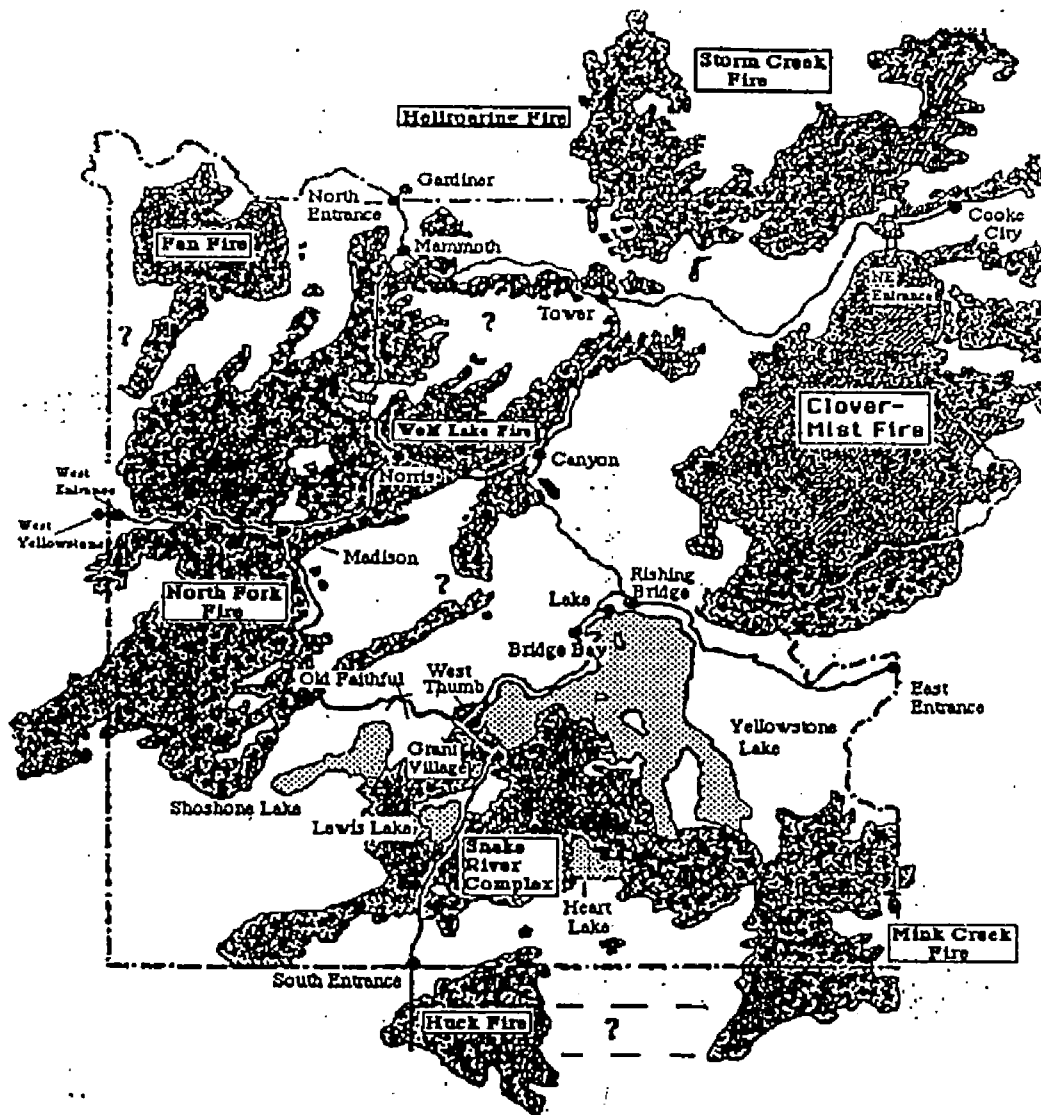 Storm Creek
Fire
Hellroaring Fire
Gardiner
North
Entrance
Cooke
City
Mammoth
Fan Fire
NE
Entrance
?
?
Tower
Clover-
Mist Fire
Wolf Lake Fire
Canyon
West
Entrance
Norris
West
Yellowstone
Madison
?
North Fork
Fire
Fishing
Bridge
Lake
Bridge Bay
Old Faithful
West
Thumb
East
Entrance
Yellowstone
Lake
Grant
Village
Shoshone Lake
Lewis Lake
Snake
River
Complex
Heart
Lake
Mink Creek
Fire
South Entrance
Huck Fire
?